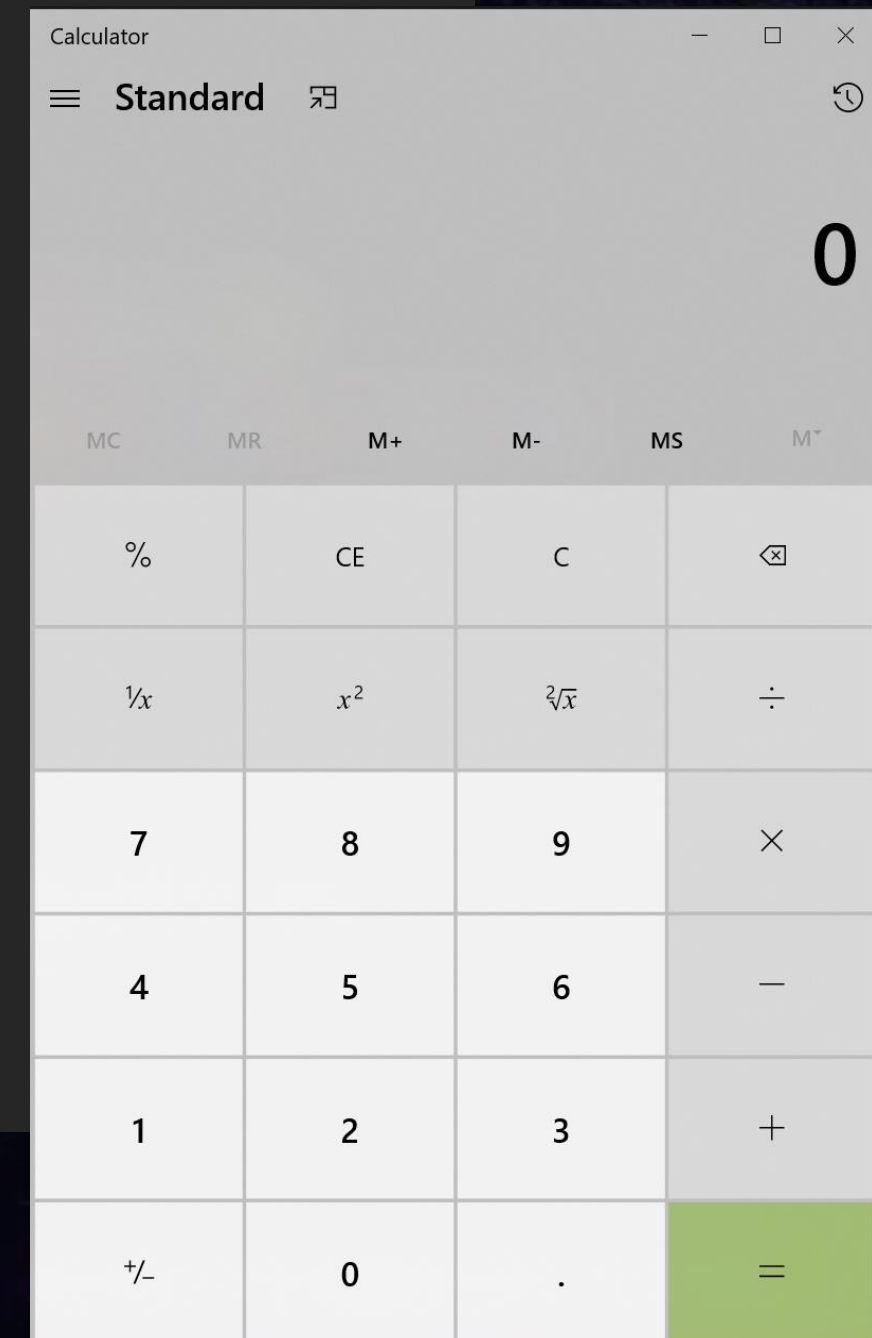 Calculator
Standard
0
MC MR M+ M- MS M
% CE C
¹/x x² ²√x ÷
7 8 9 ×
4 5 6 −
1 2 3 +
+/− 0 . =